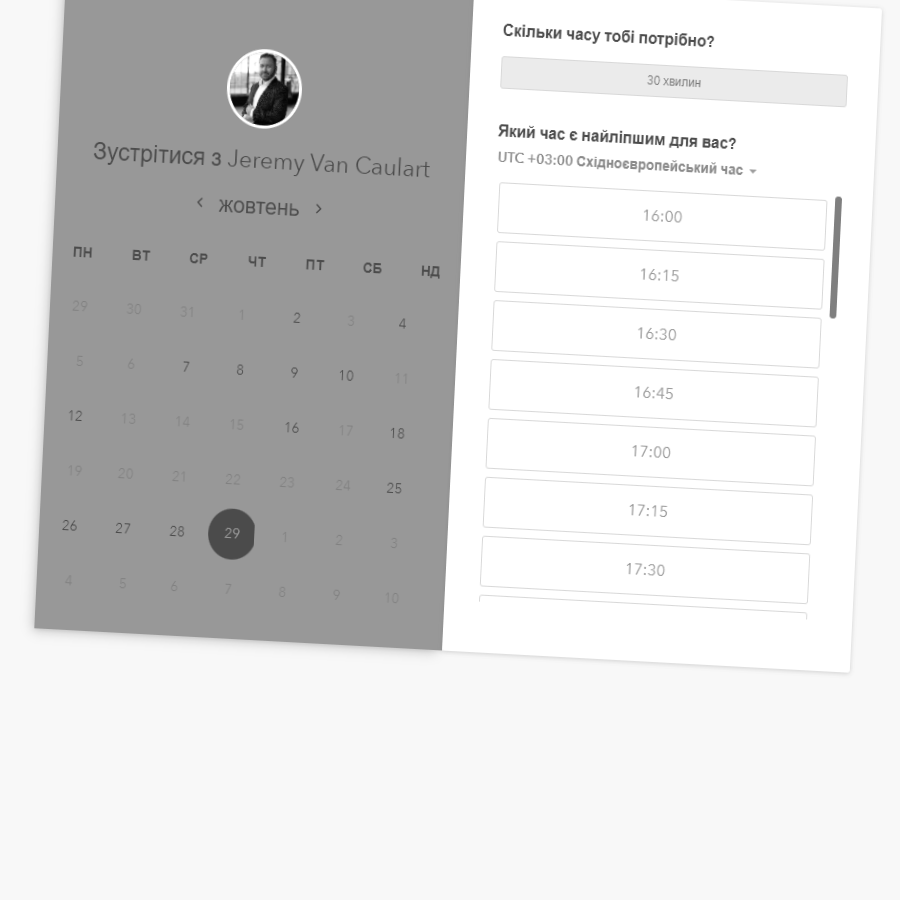 Зустрітися з Jeremy Van Caulart
жовтень
ПН ВТ СР ЧТ ПТ СБ НД
29 30 31 1 2 3 4
5 6 7 8 9 10 11
12 13 14 15 16 17 18
19 20 21 22 23 24 25
26 27 28 29 1 2 3
4 5 6 7 8 9 10
Скільки часу тобі потрібно?
30 хвилин
Який час є найліпшим для вас?
UTC +03:00 Східноєвропейський час
16:00
16:15
16:30
16:45
17:00
17:15
17:30